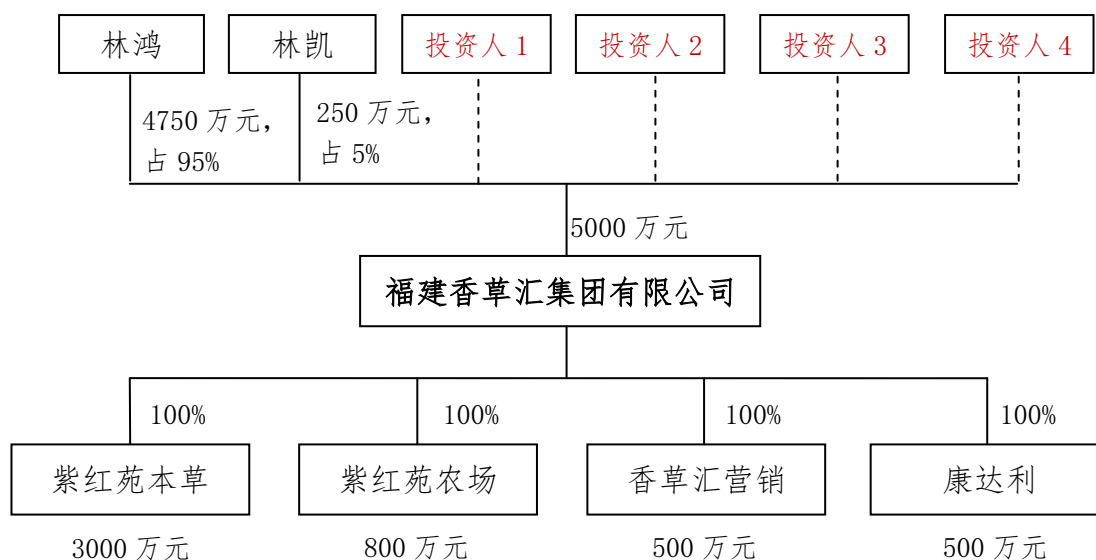 林鸿
林凯
投资人 1
投资人 2
投资人 3
投资人 4
4750 万元，
占 95%
250 万元，
占 5%
5000 万元
福建香草汇集团有限公司
100%
100%
100%
100%
紫红苑本草
紫红苑农场
香草汇营销
康达利
3000 万元
800 万元
500 万元
500 万元